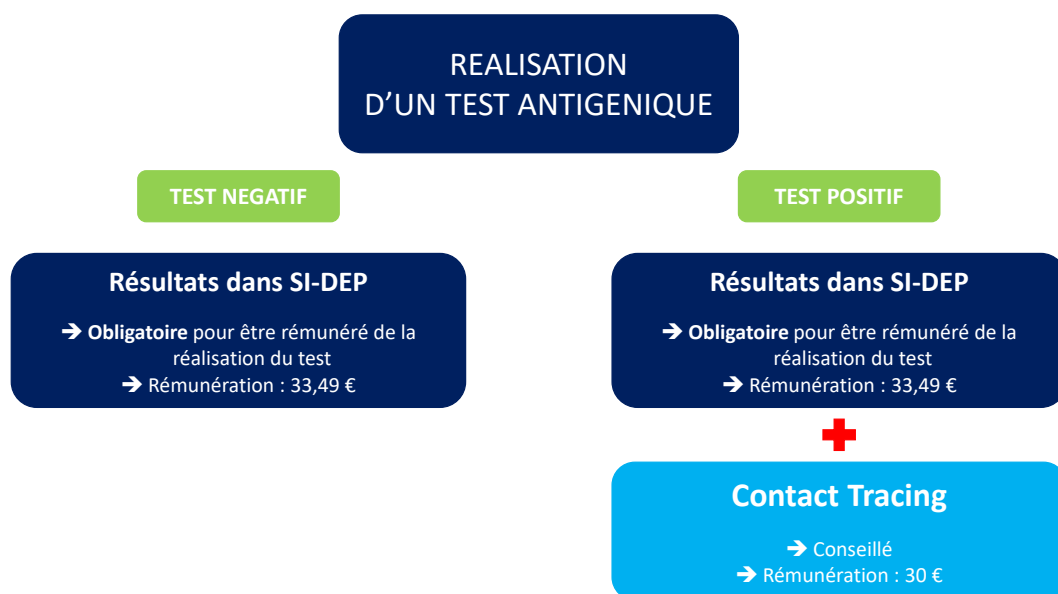 REALISATION
D'UN TEST ANTIGENIQUE
TEST NEGATIF
Résultats dans SI-DEP
➔ Obligatoire pour être rémunéré de la
réalisation du test
➔ Rémunération : 33,49 €
TEST POSITIF
Résultats dans SI-DEP
➔ Obligatoire pour être rémunéré de la
réalisation du test
➔ Rémunération : 33,49 €
Contact Tracing
➔ Conseillé
➔ Rémunération : 30 €